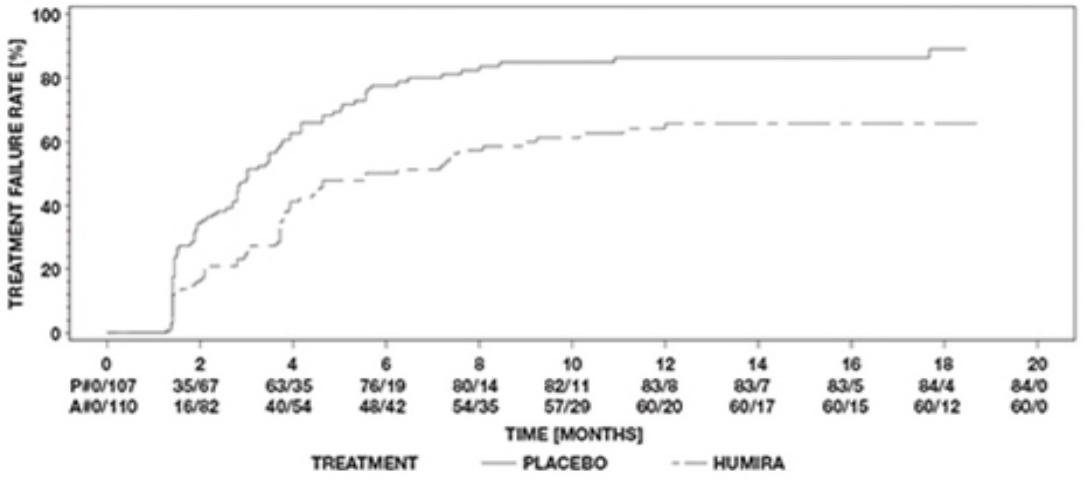 TREATMENT FAILURE RATE [%]
100
80
60
40
20
0
0 2 4 6 8 10 12 14 16 18 20
P#0/107 35/67 63/35 76/19 80/14 82/11 83/8 83/7 83/5 84/4 84/0
A#0/110 16/82 40/54 48/42 54/35 57/29 60/20 60/17 60/15 60/12 60/0
TIME [MONTHS]
TREATMENT PLACEBO HUMIRA